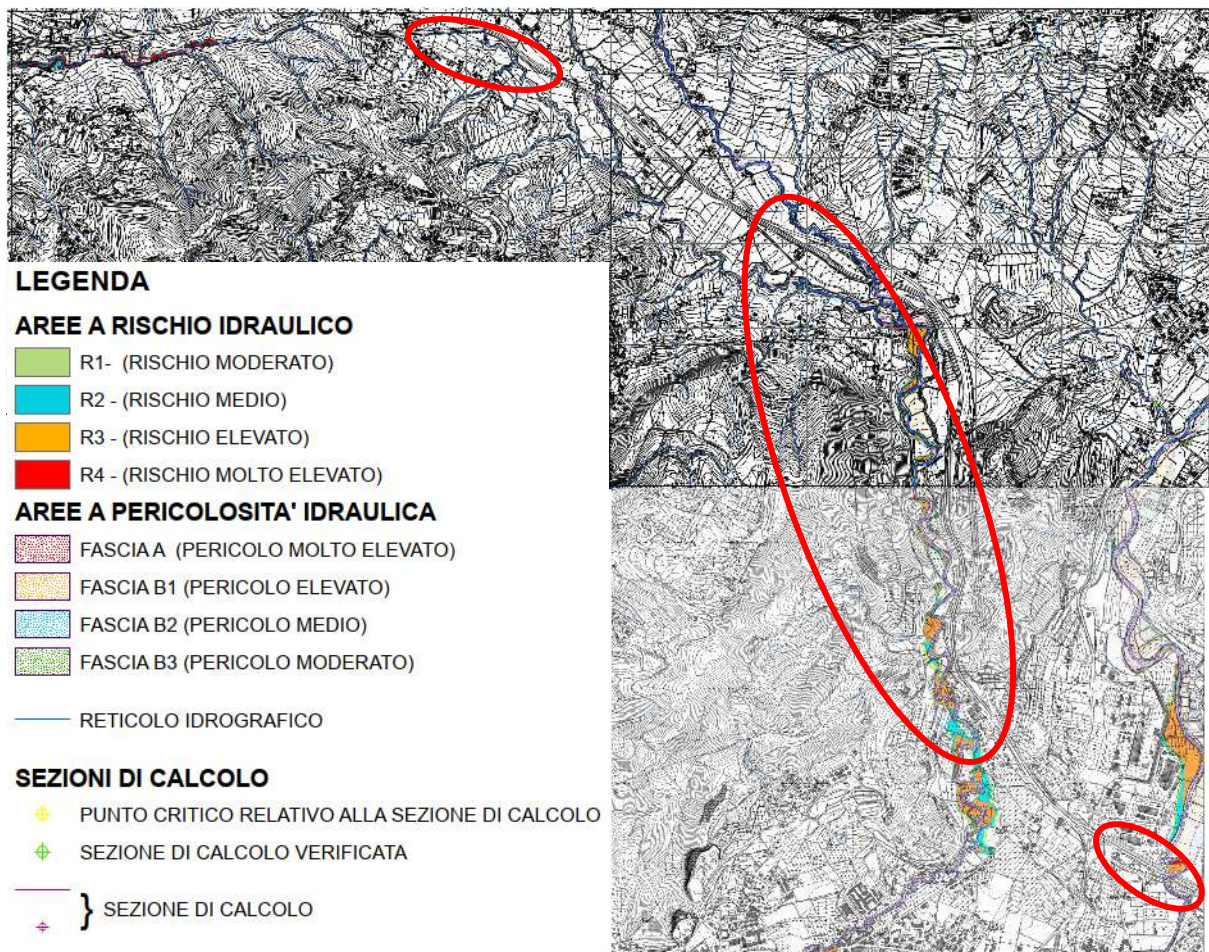 LEGENDA
AREE A RISCHIO IDRAULICO
R1- (RISCHIO MODERATO)
R2 - (RISCHIO MEDIO)
R3 - (RISCHIO ELEVATO)
R4 - (RISCHIO MOLTO ELEVATO)
AREE A PERICOLOSITA' IDRAULICA
FASCIA A (PERICOLO MOLTO ELEVATO)
FASCIA B1 (PERICOLO ELEVATO)
FASCIA B2 (PERICOLO MEDIO)
FASCIA B3 (PERICOLO MODERATO)
RETICOLO IDROGRAFICO
SEZIONI DI CALCOLO
PUNTO CRITICO RELATIVO ALLA SEZIONE DI CALCOLO
SEZIONE DI CALCOLO VERIFICATA
} SEZIONE DI CALCOLO